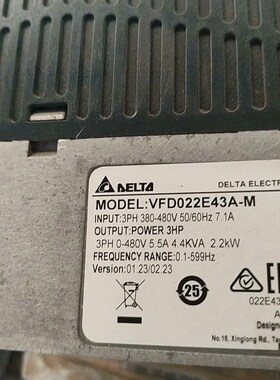 DELTA
DELTA ELECTR
MODEL:VFD022E43A-M
INPUT:3PH 380-480V 50/60Hz 7.1A
OUTPUT:POWER 3HP
3PH 0-480V 5.5A 4.4KVA 2.2kW
FREQUENCY RANGE:0.1-599Hz
Version:01.23/02.23
25
022E43
Designe
No.18, Xinglong Rd., Ta